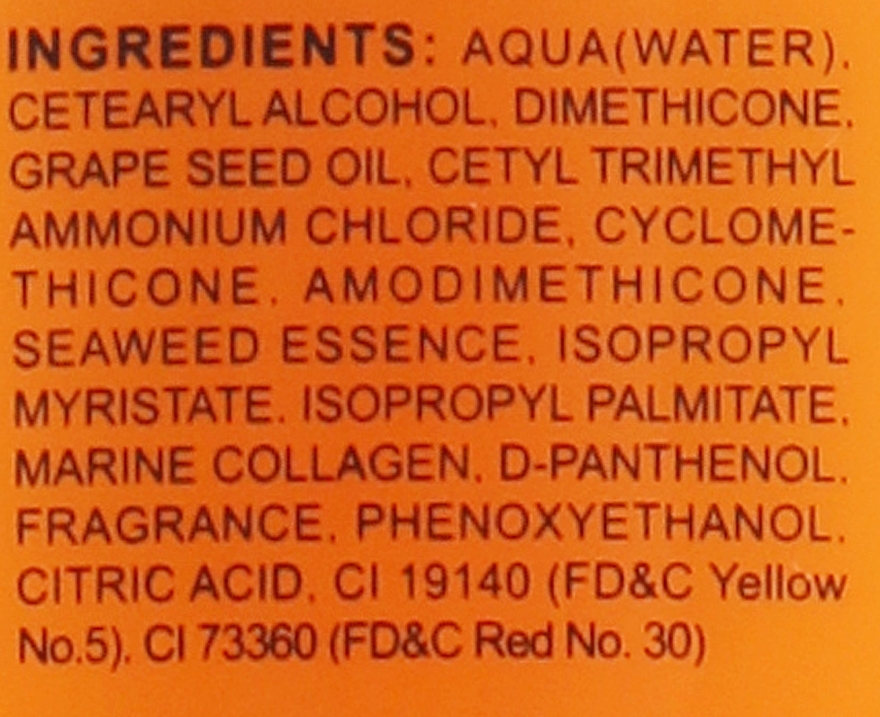 INGREDIENTS: AQUA(WATER),
CETEARYL ALCOHOL, DIMETHICONE,
GRAPE SEED OIL, CETYL TRIMETHYL
AMMONIUM CHLORIDE, CYCLOME-
THICONE, AMODIMETHICONE,
SEAWEED ESSENCE, ISOPROPYL
MYRISTATE, ISOPROPYL PALMITATE,
MARINE COLLAGEN, D-PANTHENOL,
FRAGRANCE, PHENOXYETHANOL,
CITRIC ACID, CI 19140 (FD&C Yellow
No.5), CI 73360 (FD&C Red No. 30)